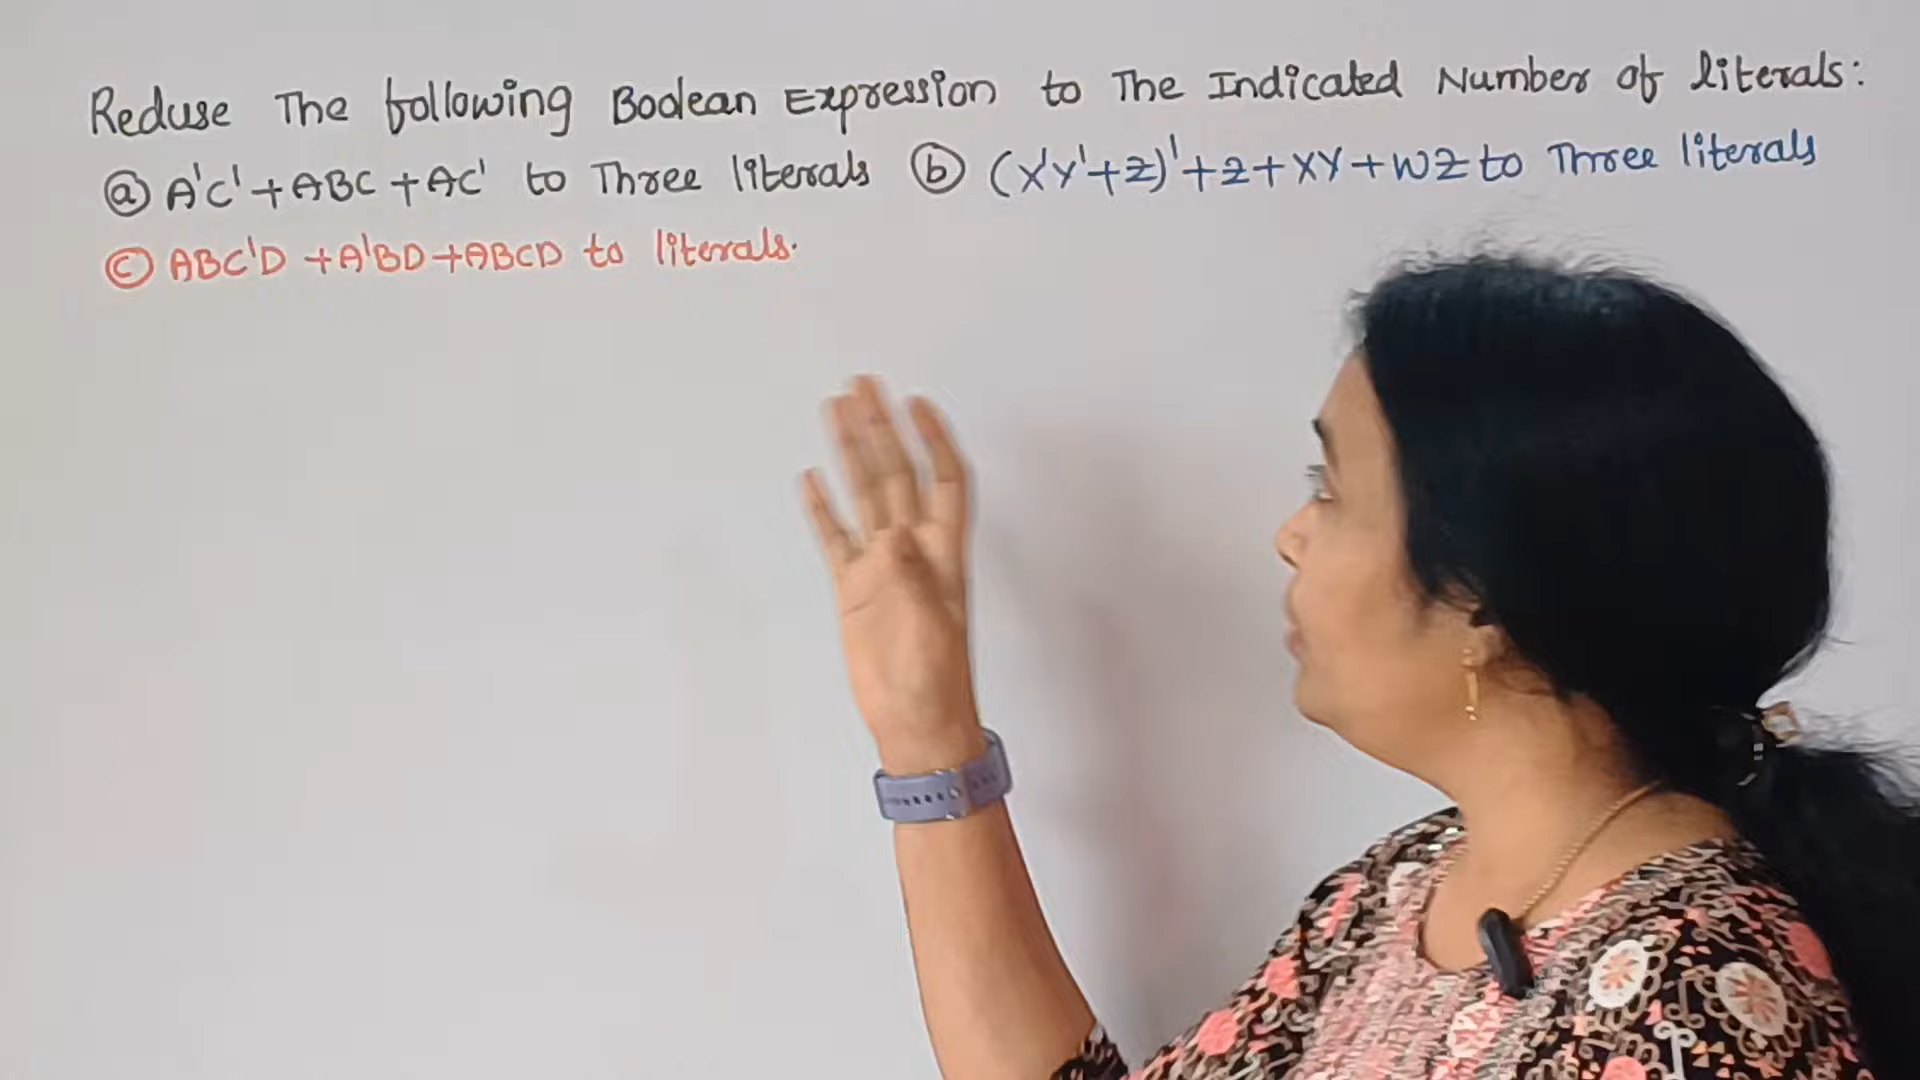 Reduse The following Boolean Expression to The Indicated Number of literals:
ⓐ A'C' + ABC + AC' to Three literals ⓑ (X'Y'+Z)'+Z+XY+WZ to Three literals
ⓒ ABC'D + A'BD + ABCD to literals.